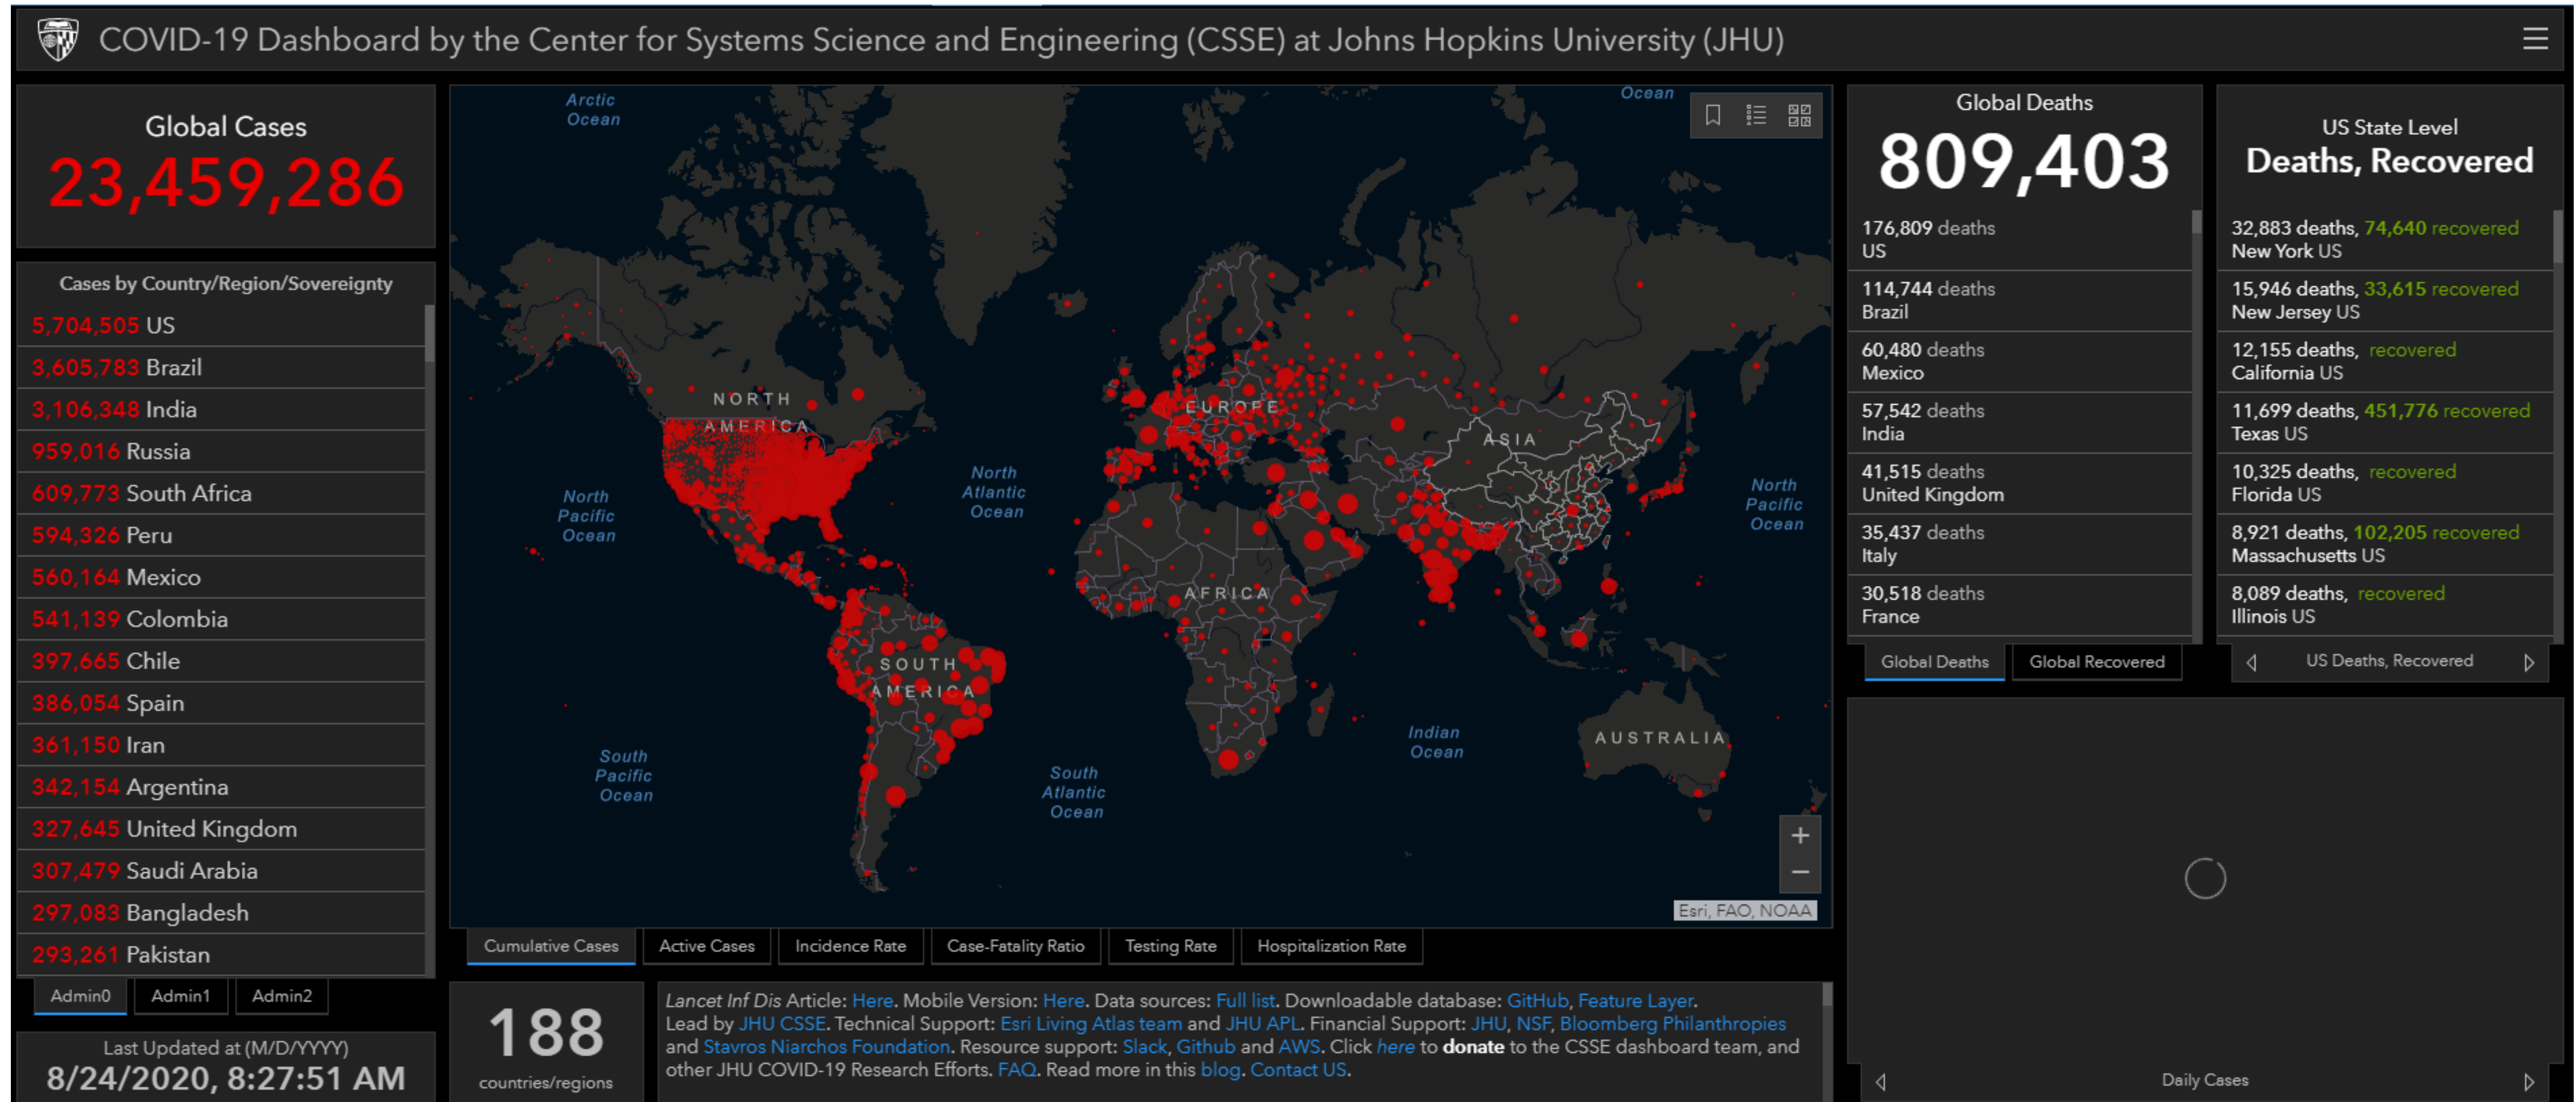 COVID-19 Dashboard by the Center for Systems Science and Engineering (CSSE) at Johns Hopkins University (JHU)
Global Cases
23,459,286
Cases by Country/Region/Sovereignty
5,704,505 US
3,605,783 Brazil
3,106,348 India
959,016 Russia
609,773 South Africa
594,326 Peru
560,164 Mexico
541,139 Colombia
397,665 Chile
386,054 Spain
361,150 Iran
342,154 Argentina
327,645 United Kingdom
307,479 Saudi Arabia
297,083 Bangladesh
293,261 Pakistan
Admin0 Admin1 Admin2
Last Updated at (M/D/YYYY)
8/24/2020, 8:27:51 AM
Arctic
Ocean
Ocean
NORTH
AMERICA
EUROPE
ASIA
North
Pacific
Ocean
North
Atlantic
Ocean
North
Pacific
Ocean
AFRICA
SOUTH
AMERICA
AUSTRALIA
South
Pacific
Ocean
South
Atlantic
Ocean
Indian
Ocean
+
−
Esri, FAO, NOAA
Cumulative Cases Active Cases Incidence Rate Case-Fatality Ratio Testing Rate Hospitalization Rate
188
countries/regions
Lancet Inf Dis Article: Here. Mobile Version: Here. Data sources: Full list. Downloadable database: GitHub, Feature Layer.
Lead by JHU CSSE. Technical Support: Esri Living Atlas team and JHU APL. Financial Support: JHU, NSF, Bloomberg Philanthropies
and Stavros Niarchos Foundation. Resource support: Slack, Github and AWS. Click here to donate to the CSSE dashboard team, and
other JHU COVID-19 Research Efforts. FAQ. Read more in this blog. Contact US.
Global Deaths
809,403
176,809 deaths
US
114,744 deaths
Brazil
60,480 deaths
Mexico
57,542 deaths
India
41,515 deaths
United Kingdom
35,437 deaths
Italy
30,518 deaths
France
Global Deaths Global Recovered
US State Level
Deaths, Recovered
32,883 deaths, 74,640 recovered
New York US
15,946 deaths, 33,615 recovered
New Jersey US
12,155 deaths, recovered
California US
11,699 deaths, 451,776 recovered
Texas US
10,325 deaths, recovered
Florida US
8,921 deaths, 102,205 recovered
Massachusetts US
8,089 deaths, recovered
Illinois US
US Deaths, Recovered
Daily Cases